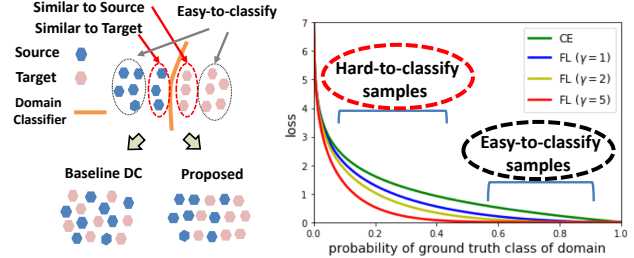 Similar to Source
Similar to Target
Easy-to-classify
Source
Target
Domain
Classifier
Baseline DC
Proposed
7
6
5
4
3
2
1
0
loss
Hard-to-classify
samples
Easy-to-classify
samples
CE
FL (γ = 1)
FL (γ = 2)
FL (γ = 5)
0.0
0.2
0.4
0.6
0.8
1.0
probability of ground truth class of domain